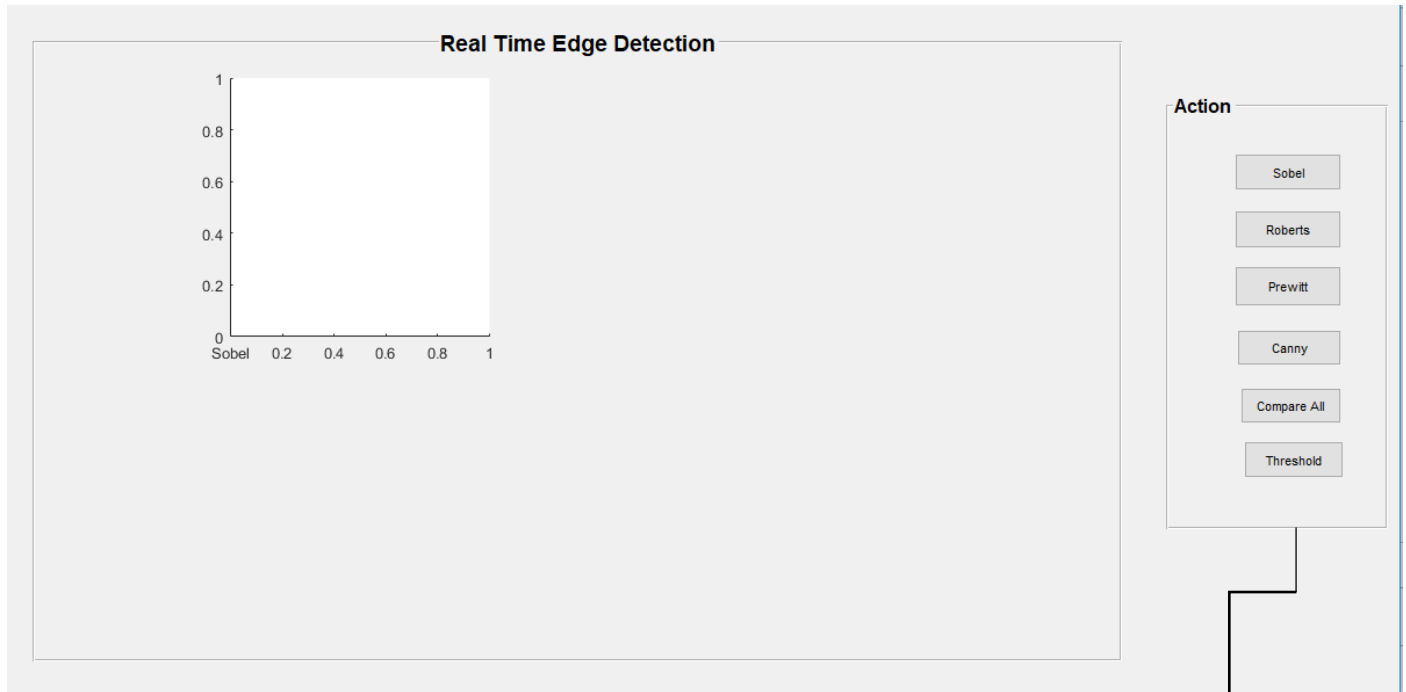 Real Time Edge Detection
1
0.8
0.6
0.4
0.2
0
Sobel 0.2 0.4 0.6 0.8 1
Action
Sobel
Roberts
Prewitt
Canny
Compare All
Threshold